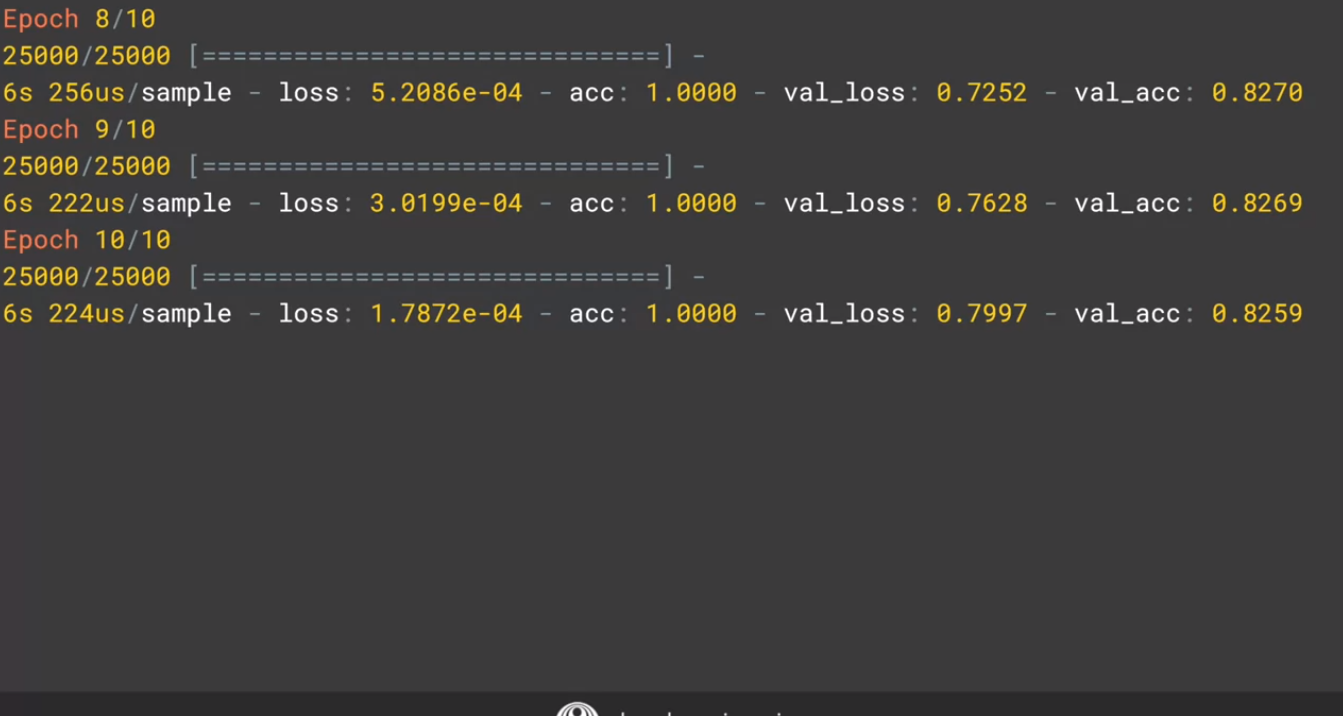 Epoch 8/10
25000/25000 [==============================] -
6s 256us/sample - loss: 5.2086e-04 - acc: 1.0000 - val_loss: 0.7252 - val_acc: 0.8270
Epoch 9/10
25000/25000 [==============================] -
6s 222us/sample - loss: 3.0199e-04 - acc: 1.0000 - val_loss: 0.7628 - val_acc: 0.8269
Epoch 10/10
25000/25000 [==============================] -
6s 224us/sample - loss: 1.7872e-04 - acc: 1.0000 - val_loss: 0.7997 - val_acc: 0.8259